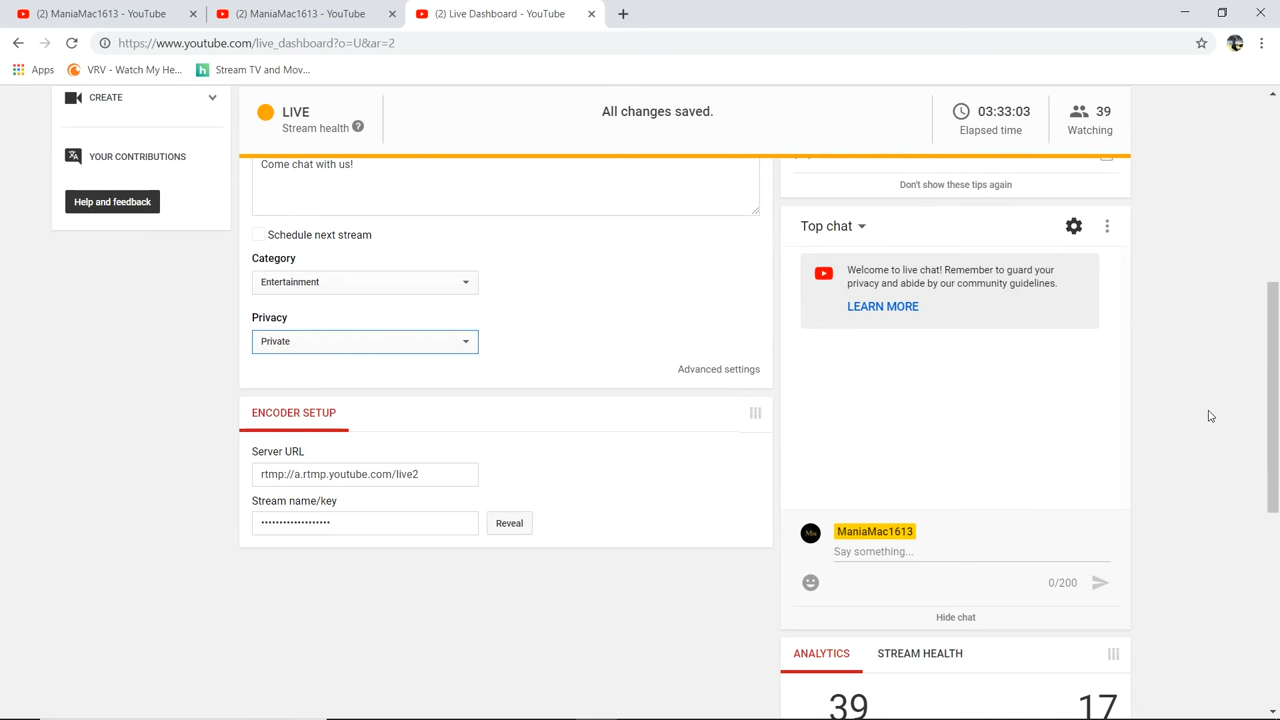 (2) ManiaMac1613 - YouTube
(2) ManiaMac1613 - YouTube
(2) Live Dashboard - YouTube
https://www.youtube.com/live_dashboard?o=U&ar=2
Apps
VRV - Watch My He...
Stream TV and Mov...
CREATE
YOUR CONTRIBUTIONS
Help and feedback
LIVE
Stream health ?
All changes saved.
03:33:03
Elapsed time
39
Watching
Come chat with us!
Schedule next stream
Category
Entertainment
Privacy
Private
Advanced settings
ENCODER SETUP
Server URL
rtmp://a.rtmp.youtube.com/live2
Stream name/key
•••••••••••••••••••
Reveal
Don't show these tips again
Top chat
Welcome to live chat! Remember to guard your
privacy and abide by our community guidelines.
LEARN MORE
ManiaMac1613
Say something...
0/200
Hide chat
ANALYTICS
STREAM HEALTH
39
17